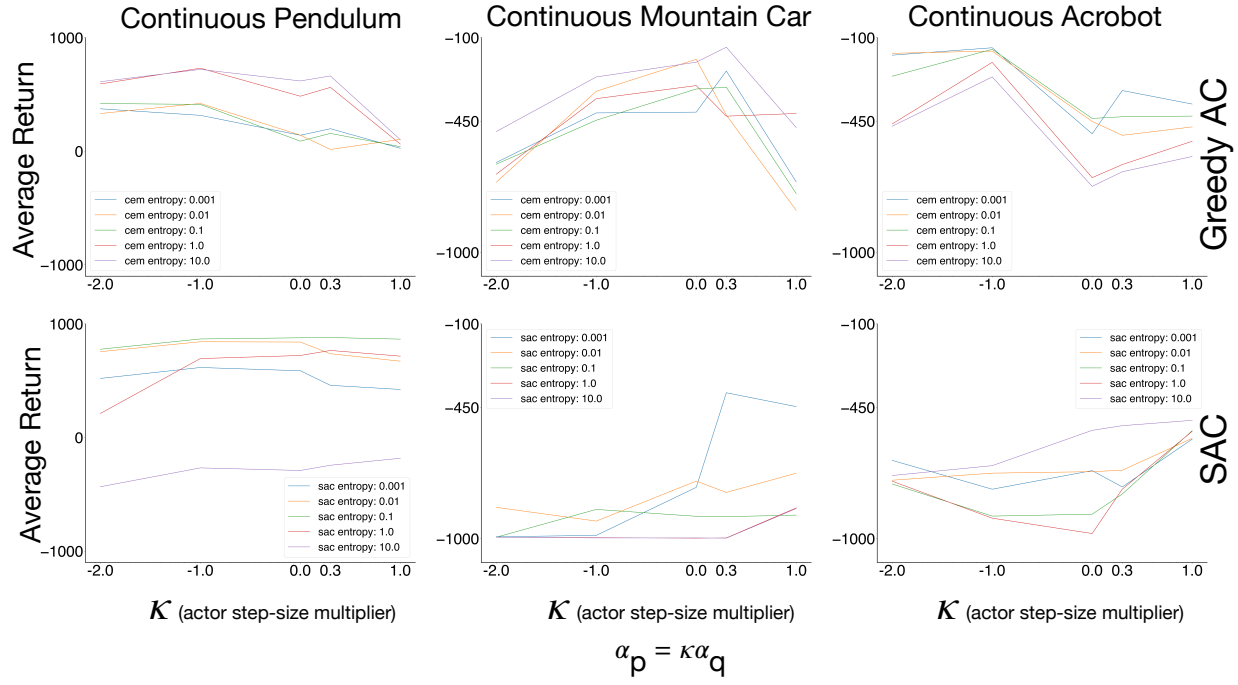 Continuous Pendulum
Continuous Mountain Car
Continuous Acrobot
Average Return
1000
0
−1000
cem entropy: 0.001
cem entropy: 0.01
cem entropy: 0.1
cem entropy: 1.0
cem entropy: 10.0
-2.0 -1.0 0.0 0.3 1.0
−100
−450
−1000
cem entropy: 0.001
cem entropy: 0.01
cem entropy: 0.1
cem entropy: 1.0
cem entropy: 10.0
-2.0 -1.0 0.0 0.3 1.0
−100
−450
−1000
cem entropy: 0.001
cem entropy: 0.01
cem entropy: 0.1
cem entropy: 1.0
cem entropy: 10.0
-2.0 -1.0 0.0 0.3 1.0
Greedy AC
Average Return
1000
0
−1000
sac entropy: 0.001
sac entropy: 0.01
sac entropy: 0.1
sac entropy: 1.0
sac entropy: 10.0
-2.0 -1.0 0.0 0.3 1.0
−100
−450
−1000
sac entropy: 0.001
sac entropy: 0.01
sac entropy: 0.1
sac entropy: 1.0
sac entropy: 10.0
-2.0 -1.0 0.0 0.3 1.0
−100
−450
−1000
sac entropy: 0.001
sac entropy: 0.01
sac entropy: 0.1
sac entropy: 1.0
sac entropy: 10.0
-2.0 -1.0 0.0 0.3 1.0
SAC
κ (actor step-size multiplier)
κ (actor step-size multiplier)
κ (actor step-size multiplier)
αp = καq